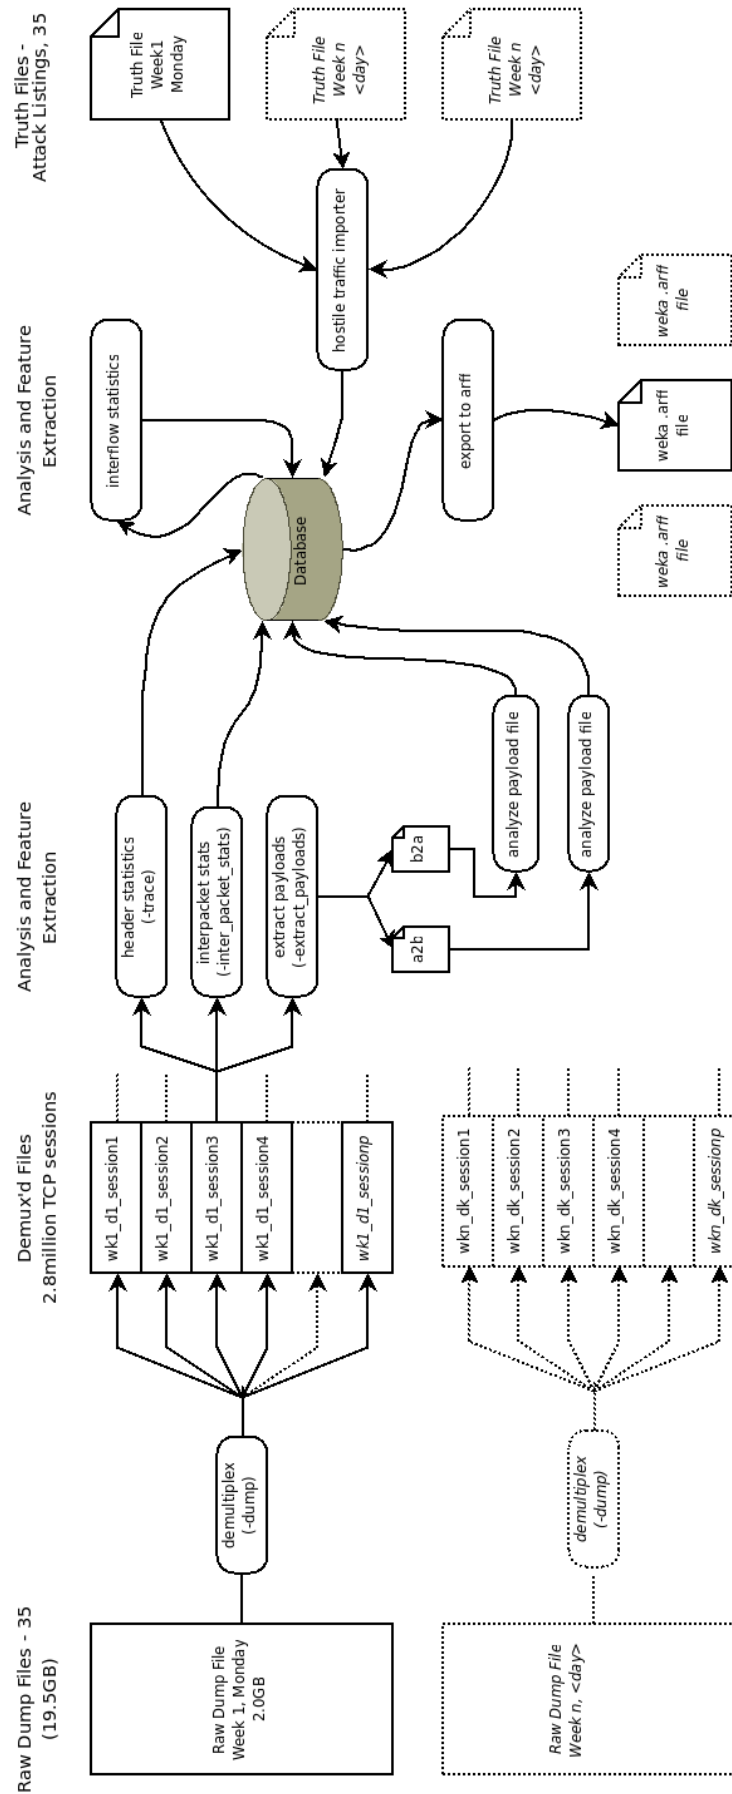 Raw Dump Files - 35
(19.5GB)
Demux'd Files
2.8million TCP sessions
Analysis and Feature
Extraction
Analysis and Feature
Extraction
Truth Files -
Attack Listings, 35
Raw Dump File
Week 1, Monday
2.0GB
demultiplex
(-dump)
wk1_d1_session1
wk1_d1_session2
wk1_d1_session3
wk1_d1_session4
wk1_d1_sessionp
header statistics
(-trace)
interpacket stats
(-inter_packet_stats)
extract payloads
(-extract_payloads)
a2b
b2a
analyze payload file
analyze payload file
Database
interflow statistics
hostile traffic importer
export to arff
Truth File
Week1
Monday
Truth File
Week n
<day>
Truth File
Week n
<day>
weka .arff
file
weka .arff
file
weka .arff
file
Raw Dump File
Week n, <day>
demultiplex
(-dump)
wkn_dk_session1
wkn_dk_session2
wkn_dk_session3
wkn_dk_session4
wkn_dk_sessionp